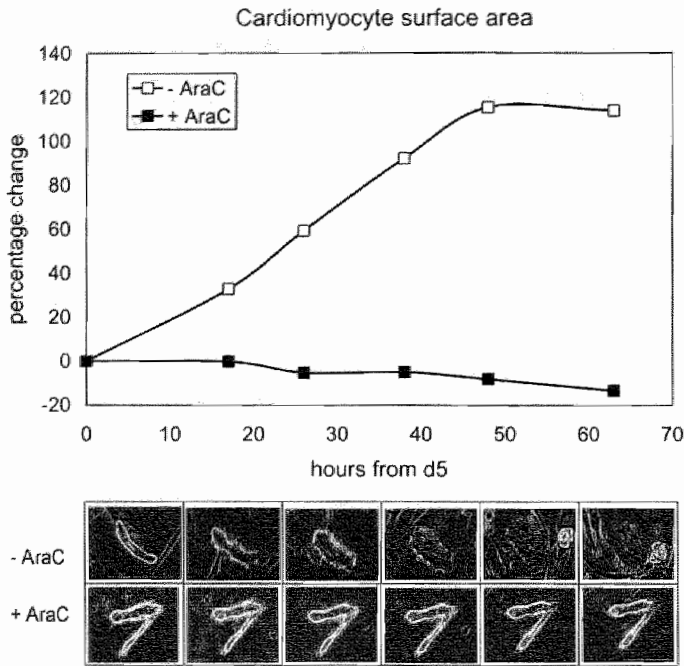 Cardiomyocyte surface area
140
120
100
80
60
40
20
0
-20
percentage change
- AraC
+ AraC
0 10 20 30 40 50 60 70
hours from d5
- AraC
+ AraC